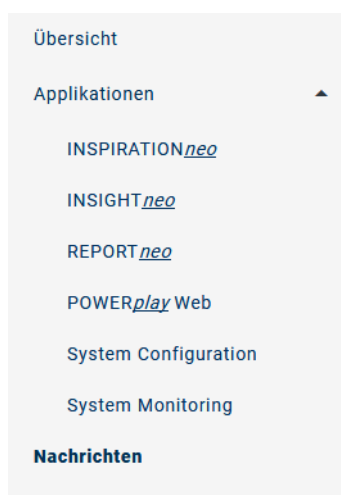 Übersicht
Applikationen
INSPIRATIONneo
INSIGHTneo
REPORTneo
POWERplay Web
System Configuration
System Monitoring
Nachrichten